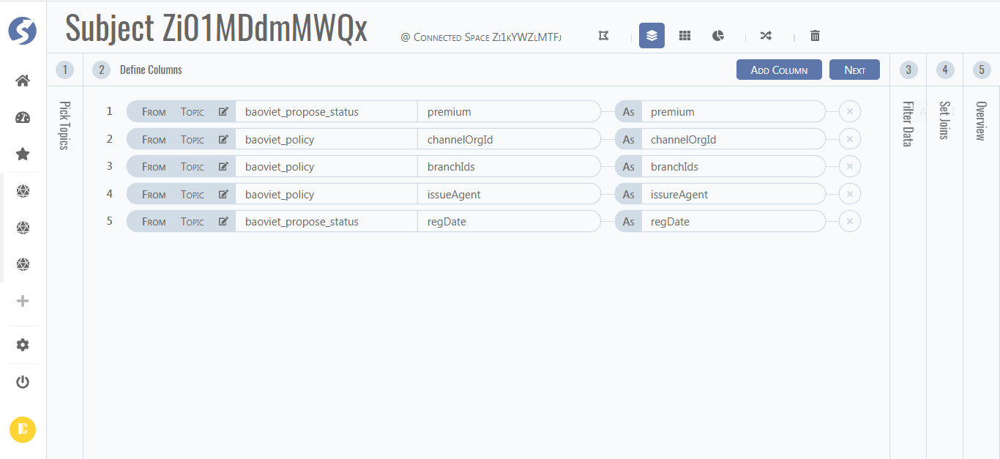 Subject Zi01MDdmMWQx
@ Connected Space Zi1kYWZlMTFj
1
2 Define Columns Add Column Next
3
4
5
Pick Topics
1 From Topic baoviet_propose_status premium As premium
2 From Topic baoviet_policy channelOrgId As channelOrgId
3 From Topic baoviet_policy branchIds As branchIds
4 From Topic baoviet_policy issueAgent As issureAgent
5 From Topic baoviet_propose_status regDate As regDate
Filter Data
Set Joins
Overview